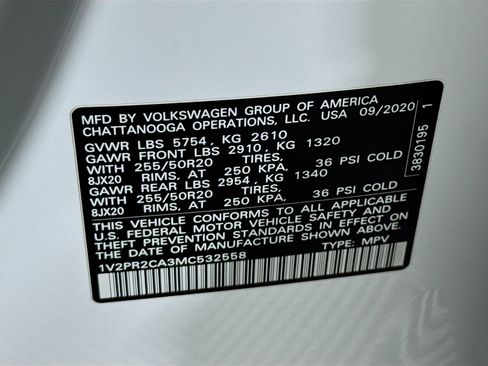 MFD BY VOLKSWAGEN GROUP OF AMERICA
CHATTANOOGA OPERATIONS, LLC. USA 09/2020
GVWR LBS 5754, KG 2610
GAWR FRONT LBS 2910, KG 1320
WITH 255/50R20 TIRES,
8JX20 RIMS, AT 250 KPA, 36 PSI COLD
GAWR REAR LBS 2954, KG 1340
WITH 255/50R20 TIRES,
8JX20 RIMS, AT 250 KPA, 36 PSI COLD
THIS VEHICLE CONFORMS TO ALL APPLICABLE
U.S. FEDERAL MOTOR VEHICLE SAFETY AND
THEFT PREVENTION STANDARDS IN EFFECT ON
THE DATE OF MANUFACTURE SHOWN ABOVE.
1V2PR2CA3MC532558 TYPE: MPV
3830195 1